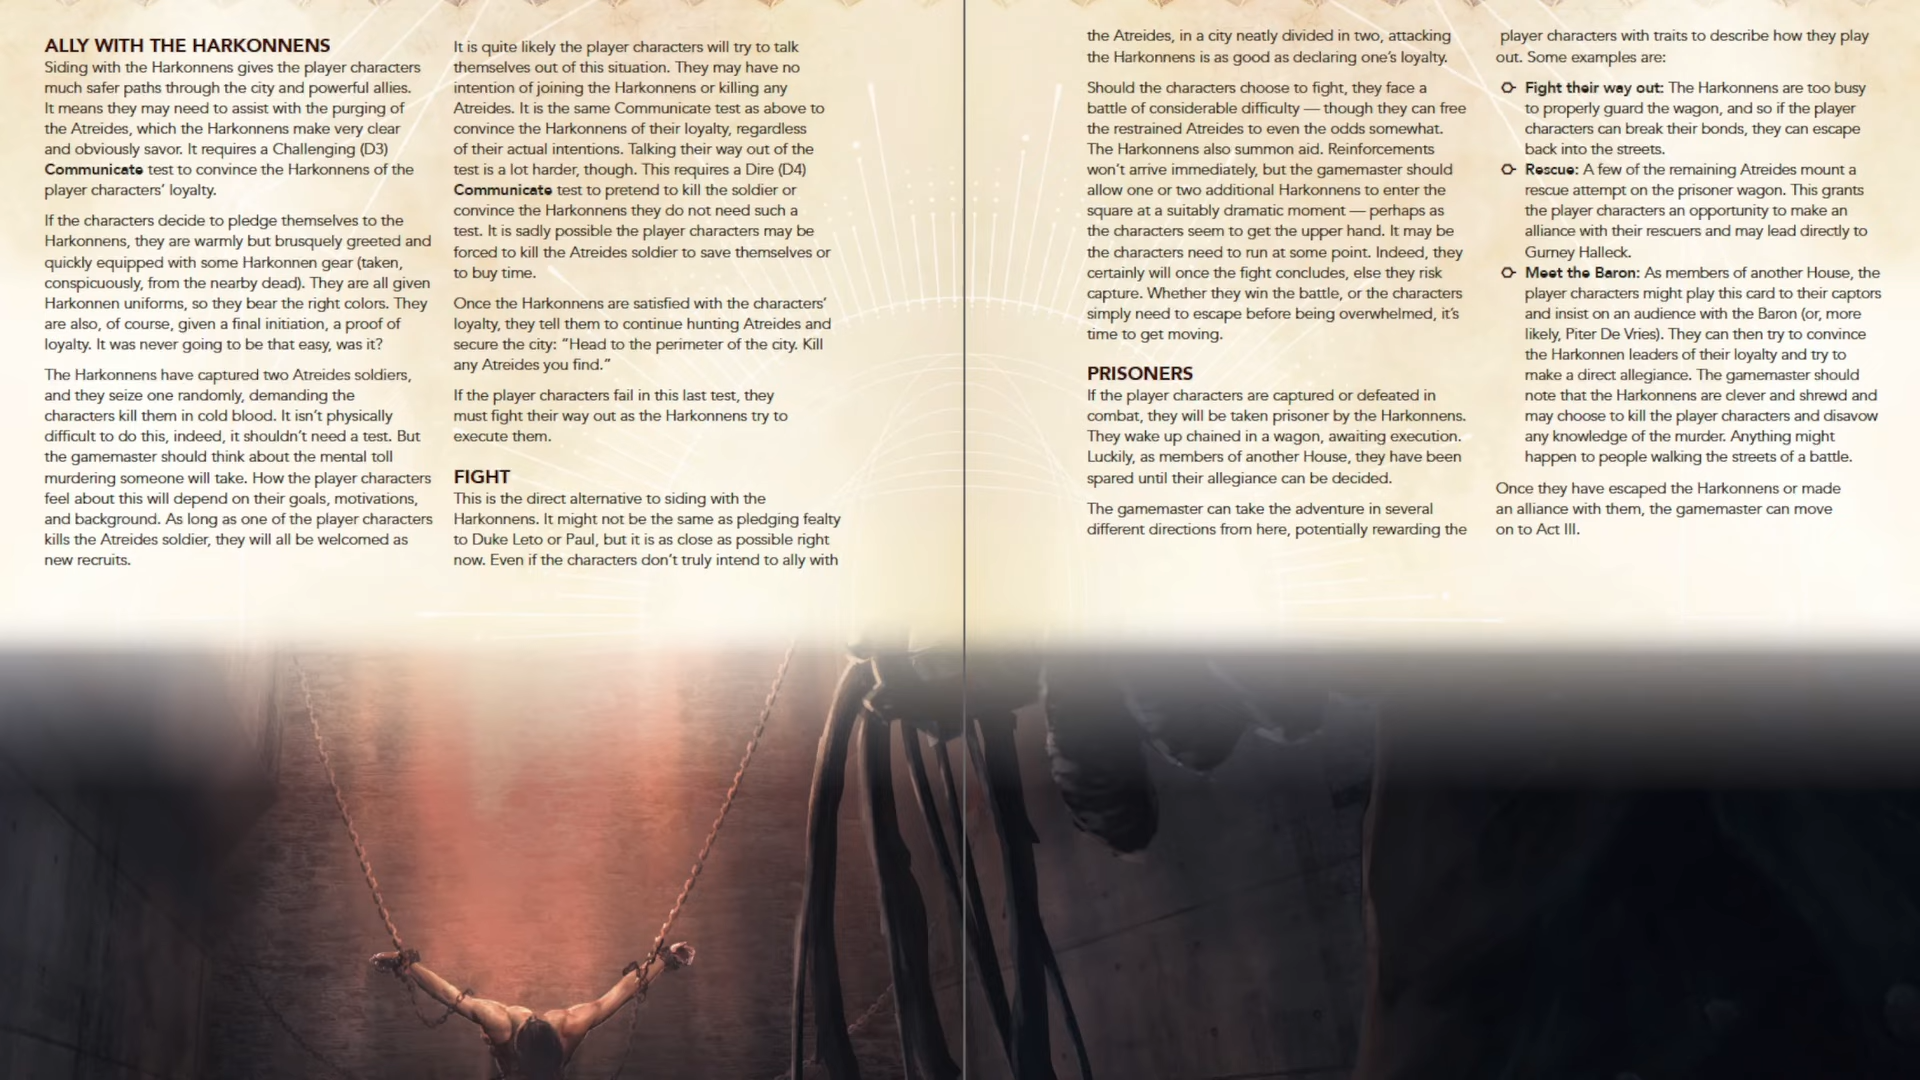 ALLY WITH THE HARKONNENS
Siding with the Harkonnens gives the player characters
much safer paths through the city and powerful allies.
It means they may need to assist with the purging of
the Atreides, which the Harkonnens make very clear
and obviously savor. It requires a Challenging (D3)
Communicate test to convince the Harkonnens of the
player characters’ loyalty.
If the characters decide to pledge themselves to the
Harkonnens, they are warmly but brusquely greeted and
quickly equipped with some Harkonnen gear (taken,
conspicuously, from the nearby dead). They are all given
Harkonnen uniforms, so they bear the right colors. They
are also, of course, given a final initiation, a proof of
loyalty. It was never going to be that easy, was it?
The Harkonnens have captured two Atreides soldiers,
and they seize one randomly, demanding the
characters kill them in cold blood. It isn’t physically
difficult to do this, indeed, it shouldn’t need a test. But
the gamemaster should think about the mental toll
murdering someone will take. How the player characters
feel about this will depend on their goals, motivations,
and background. As long as one of the player characters
kills the Atreides soldier, they will all be welcomed as
new recruits.
It is quite likely the player characters will try to talk
themselves out of this situation. They may have no
intention of joining the Harkonnens or killing any
Atreides. It is the same Communicate test as above to
convince the Harkonnens of their loyalty, regardless
of their actual intentions. Talking their way out of the
test is a lot harder, though. This requires a Dire (D4)
Communicate test to pretend to kill the soldier or
convince the Harkonnens they do not need such a
test. It is sadly possible the player characters may be
forced to kill the Atreides soldier to save themselves or
to buy time.
Once the Harkonnens are satisfied with the characters’
loyalty, they tell them to continue hunting Atreides and
secure the city: “Head to the perimeter of the city. Kill
any Atreides you find.”
If the player characters fail in this last test, they
must fight their way out as the Harkonnens try to
execute them.
FIGHT
This is the direct alternative to siding with the
Harkonnens. It might not be the same as pledging fealty
to Duke Leto or Paul, but it is as close as possible right
now. Even if the characters don’t truly intend to ally with
the Atreides, in a city neatly divided in two, attacking
the Harkonnens is as good as declaring one’s loyalty.
Should the characters choose to fight, they face a
battle of considerable difficulty — though they can free
the restrained Atreides to even the odds somewhat.
The Harkonnens also summon aid. Reinforcements
won’t arrive immediately, but the gamemaster should
allow one or two additional Harkonnens to enter the
square at a suitably dramatic moment — perhaps as
the characters seem to get the upper hand. It may be
the characters need to run at some point. Indeed, they
certainly will once the fight concludes, else they risk
capture. Whether they win the battle, or the characters
simply need to escape before being overwhelmed, it’s
time to get moving.
PRISONERS
If the player characters are captured or defeated in
combat, they will be taken prisoner by the Harkonnens.
They wake up chained in a wagon, awaiting execution.
Luckily, as members of another House, they have been
spared until their allegiance can be decided.
The gamemaster can take the adventure in several
different directions from here, potentially rewarding the
player characters with traits to describe how they play
out. Some examples are:
Fight their way out: The Harkonnens are too busy
to properly guard the wagon, and so if the player
characters can break their bonds, they can escape
back into the streets.
Rescue: A few of the remaining Atreides mount a
rescue attempt on the prisoner wagon. This grants
the player characters an opportunity to make an
alliance with their rescuers and may lead directly to
Gurney Halleck.
Meet the Baron: As members of another House, the
player characters might play this card to their captors
and insist on an audience with the Baron (or, more
likely, Piter De Vries). They can then try to convince
the Harkonnen leaders of their loyalty and try to
make a direct allegiance. The gamemaster should
note that the Harkonnens are clever and shrewd and
may choose to kill the player characters and disavow
any knowledge of the murder. Anything might
happen to people walking the streets of a battle.
Once they have escaped the Harkonnens or made
an alliance with them, the gamemaster can move
on to Act III.